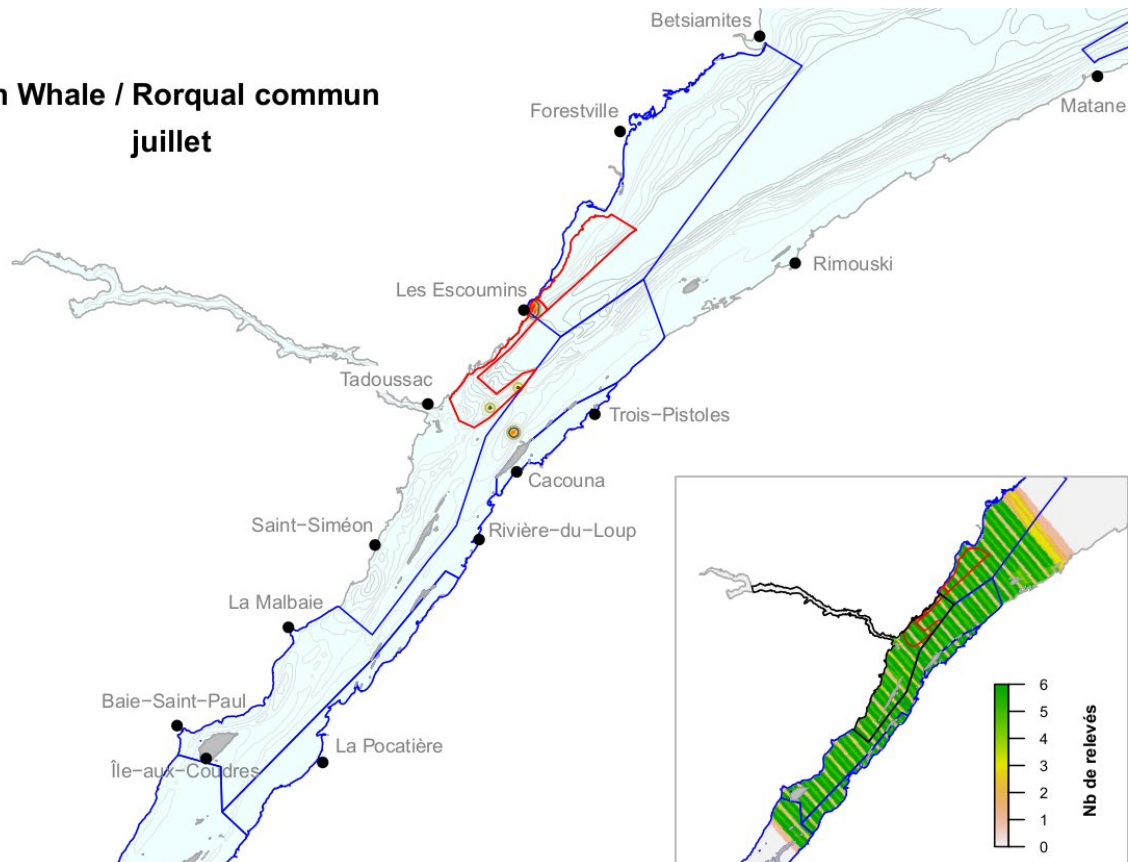 Betsiamites
n Whale / Rorqual commun
juillet
Forestville
Matane
Rimouski
Les Escoumins
Tadoussac
Trois−Pistoles
Cacouna
Saint−Siméon
Rivière−du−Loup
La Malbaie
Baie−Saint−Paul
La Pocatière
Île−aux−Coudres
6
5
4
3
2
1
0
Nb de relevés